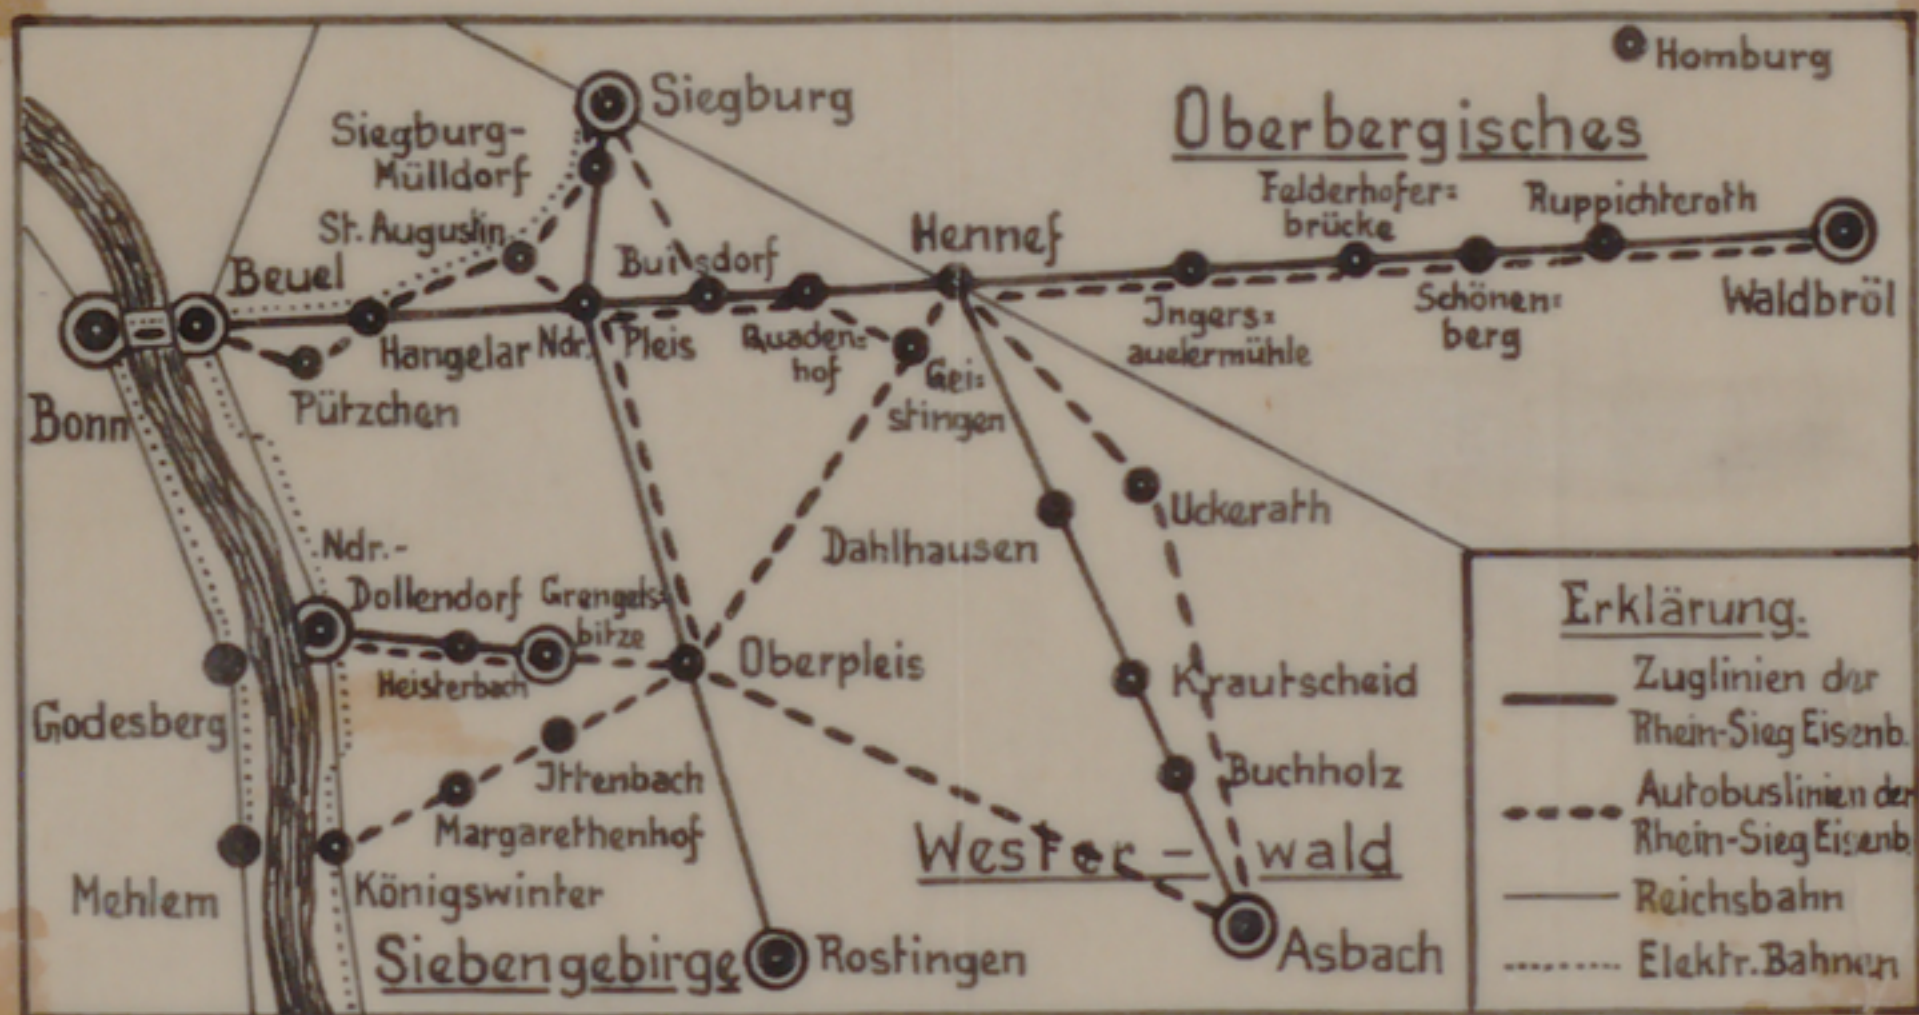 Homburg
Siegburg
Oberbergisches
Siegburg-
Mülldorf
St. Augustin
Felderhofer=
brücke
Ruppichteroth
Hennef
Buisdorf
Beuel
Waldbröl
Schönen=
berg
Ingers=
auelermühle
Hangelar
Ndr. Pleis
Quaden=
hof
Gei=
stingen
Pützchen
Bonn
Uckerath
Dahlhausen
Ndr.-
Dollendorf
Grengels=
bitze
Heisterbach
Oberpleis
Krautscheid
Godesberg
Ittenbach
Buchholz
Margarethenhof
Wester-wald
Mehlem
Königswinter
Siebengebirge
Rostingen
Asbach
Erklärung.
Zuglinien der
Rhein-Sieg Eisenb.
Autobuslinien der
Rhein-Sieg Eisenb.
Reichsbahn
Elektr. Bahnen